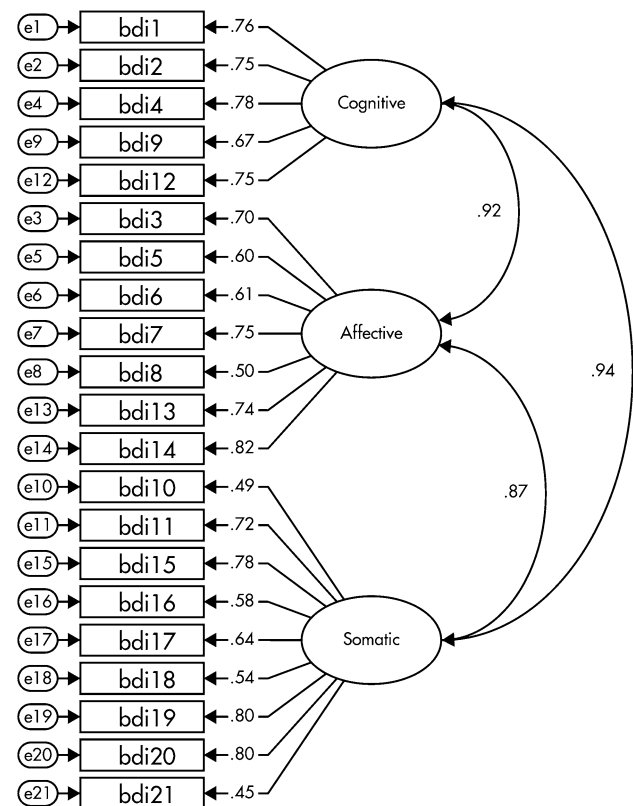 e1 bdi1 .76
e2 bdi2 .75
e4 bdi4 .78 Cognitive
e9 bdi9 .67
e12 bdi12 .75
e3 bdi3 .70 .92
e5 bdi5 .60
e6 bdi6 .61
e7 bdi7 .75 Affective
e8 bdi8 .50 .94
e13 bdi13 .74
e14 bdi14 .82
e10 bdi10 .49 .87
e11 bdi11 .72
e15 bdi15 .78
e16 bdi16 .58
e17 bdi17 .64 Somatic
e18 bdi18 .54
e19 bdi19 .80
e20 bdi20 .80
e21 bdi21 .45